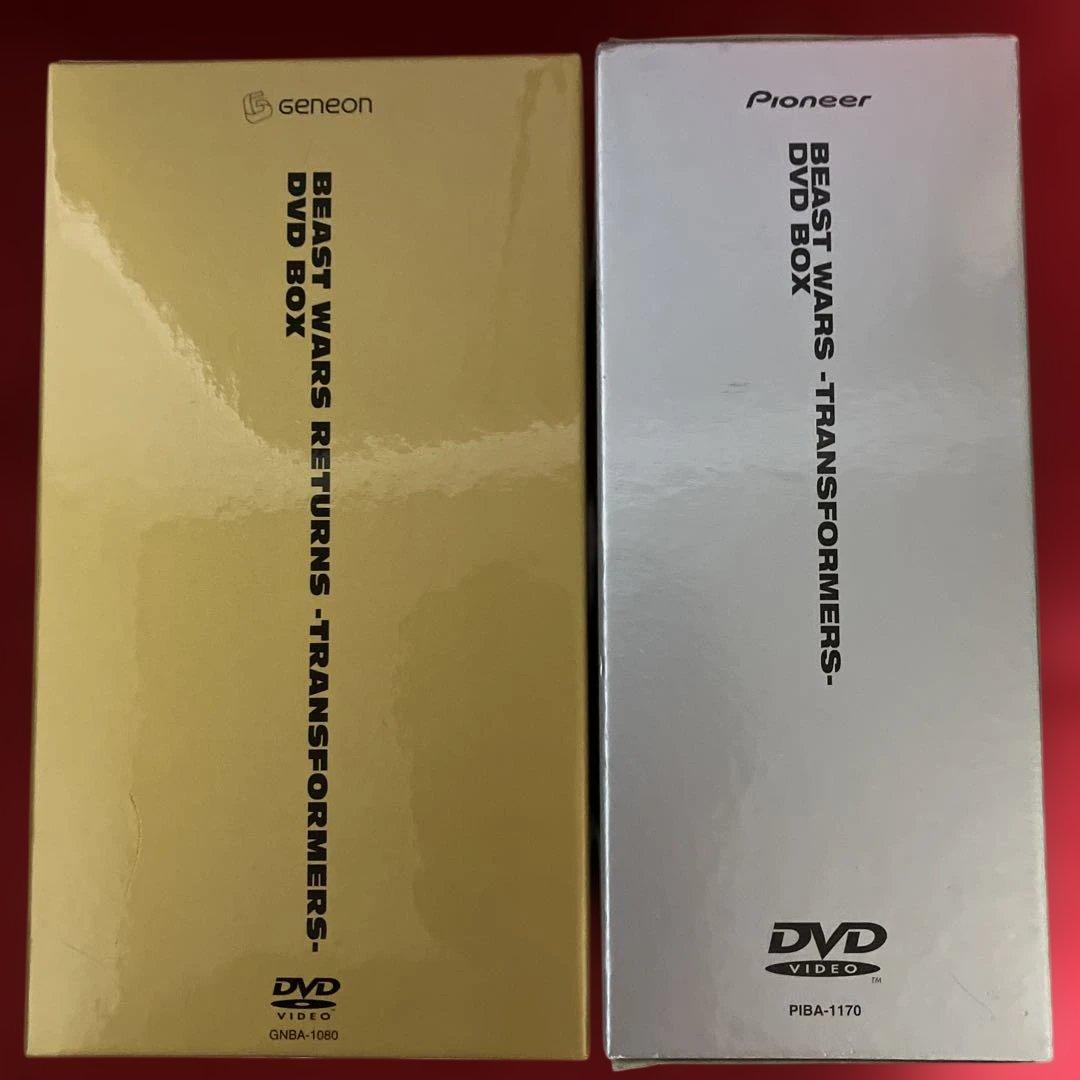 GENEON
BEAST WARS RETURNS -TRANSFORMERS-
DVD BOX
DVD
VIDEO
GNBA-1080
Pioneer
BEAST WARS -TRANSFORMERS-
DVD BOX
DVD
VIDEO
TM
PIBA-1170